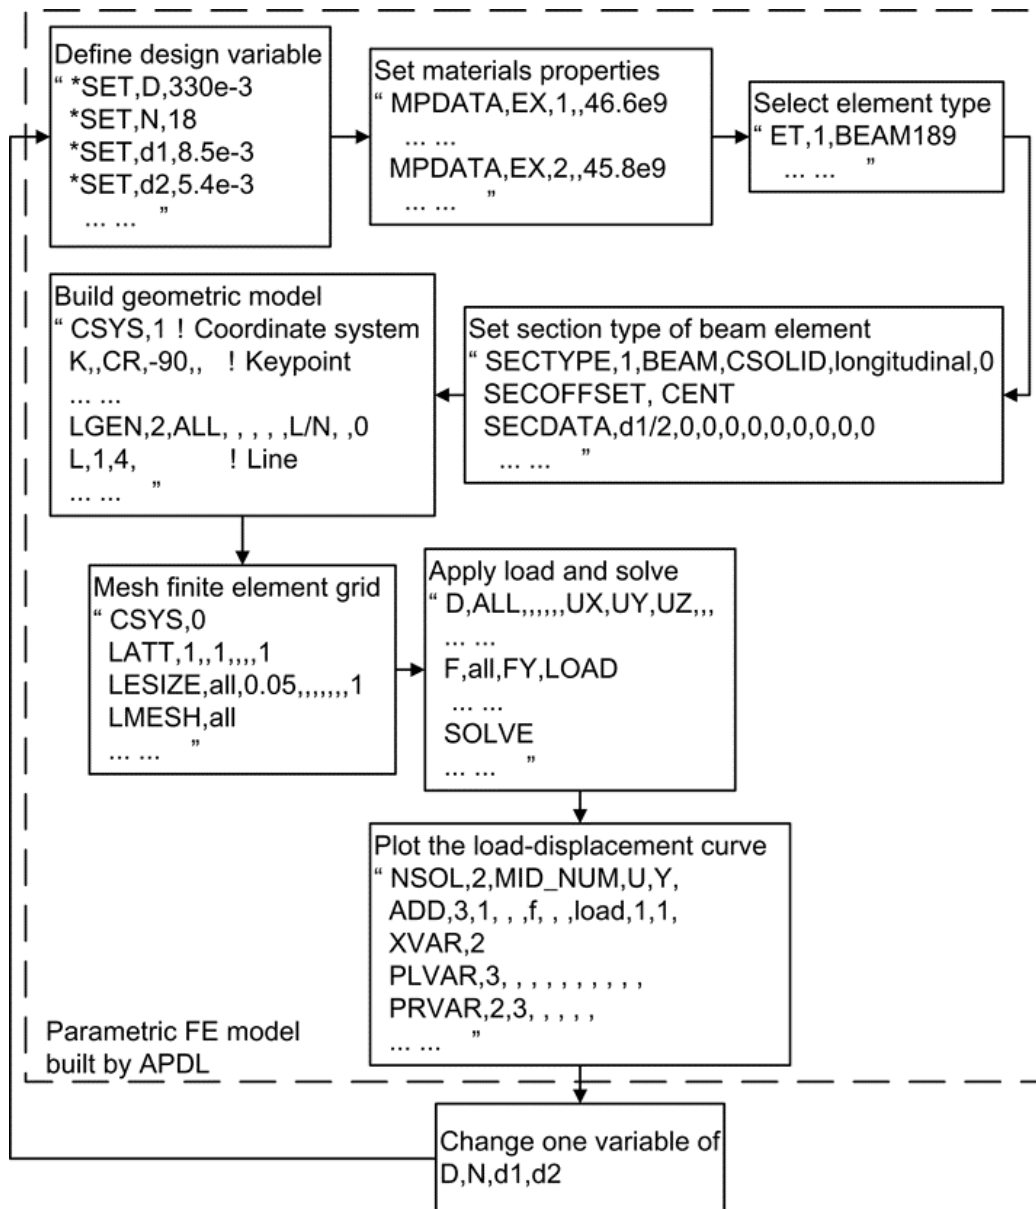 Define design variable
“ *SET,D,330e-3
*SET,N,18
*SET,d1,8.5e-3
*SET,d2,5.4e-3
... ... ”
Set materials properties
“ MPDATA,EX,1,,46.6e9
... ...
MPDATA,EX,2,,45.8e9
... ... ”
Select element type
“ ET,1,BEAM189
... ... ”
Set section type of beam element
“ SECTYPE,1,BEAM,CSOLID,longitudinal,0
SECOFFSET, CENT
SECDATA,d1/2,0,0,0,0,0,0,0,0,0
... ... ”
Build geometric model
“ CSYS,1 ! Coordinate system
K,,CR,-90,, ! Keypoint
... ...
LGEN,2,ALL, , , , ,L/N, ,0
L,1,4, ! Line
... ... ”
Mesh finite element grid
“ CSYS,0
LATT,1,,1,,,,1
LESIZE,all,0.05,,,,,,,1
LMESH,all
... ... ”
Apply load and solve
“ D,ALL,,,,,,UX,UY,UZ,,,
... ...
F,all,FY,LOAD
... ...
SOLVE
... ... ”
Plot the load-displacement curve
“ NSOL,2,MID_NUM,U,Y,
ADD,3,1, , ,f, , ,load,1,1,
XVAR,2
PLVAR,3, , , , , , , , , ,
PRVAR,2,3, , , , ,
... ... ”
Parametric FE model
built by APDL
Change one variable of
D,N,d1,d2